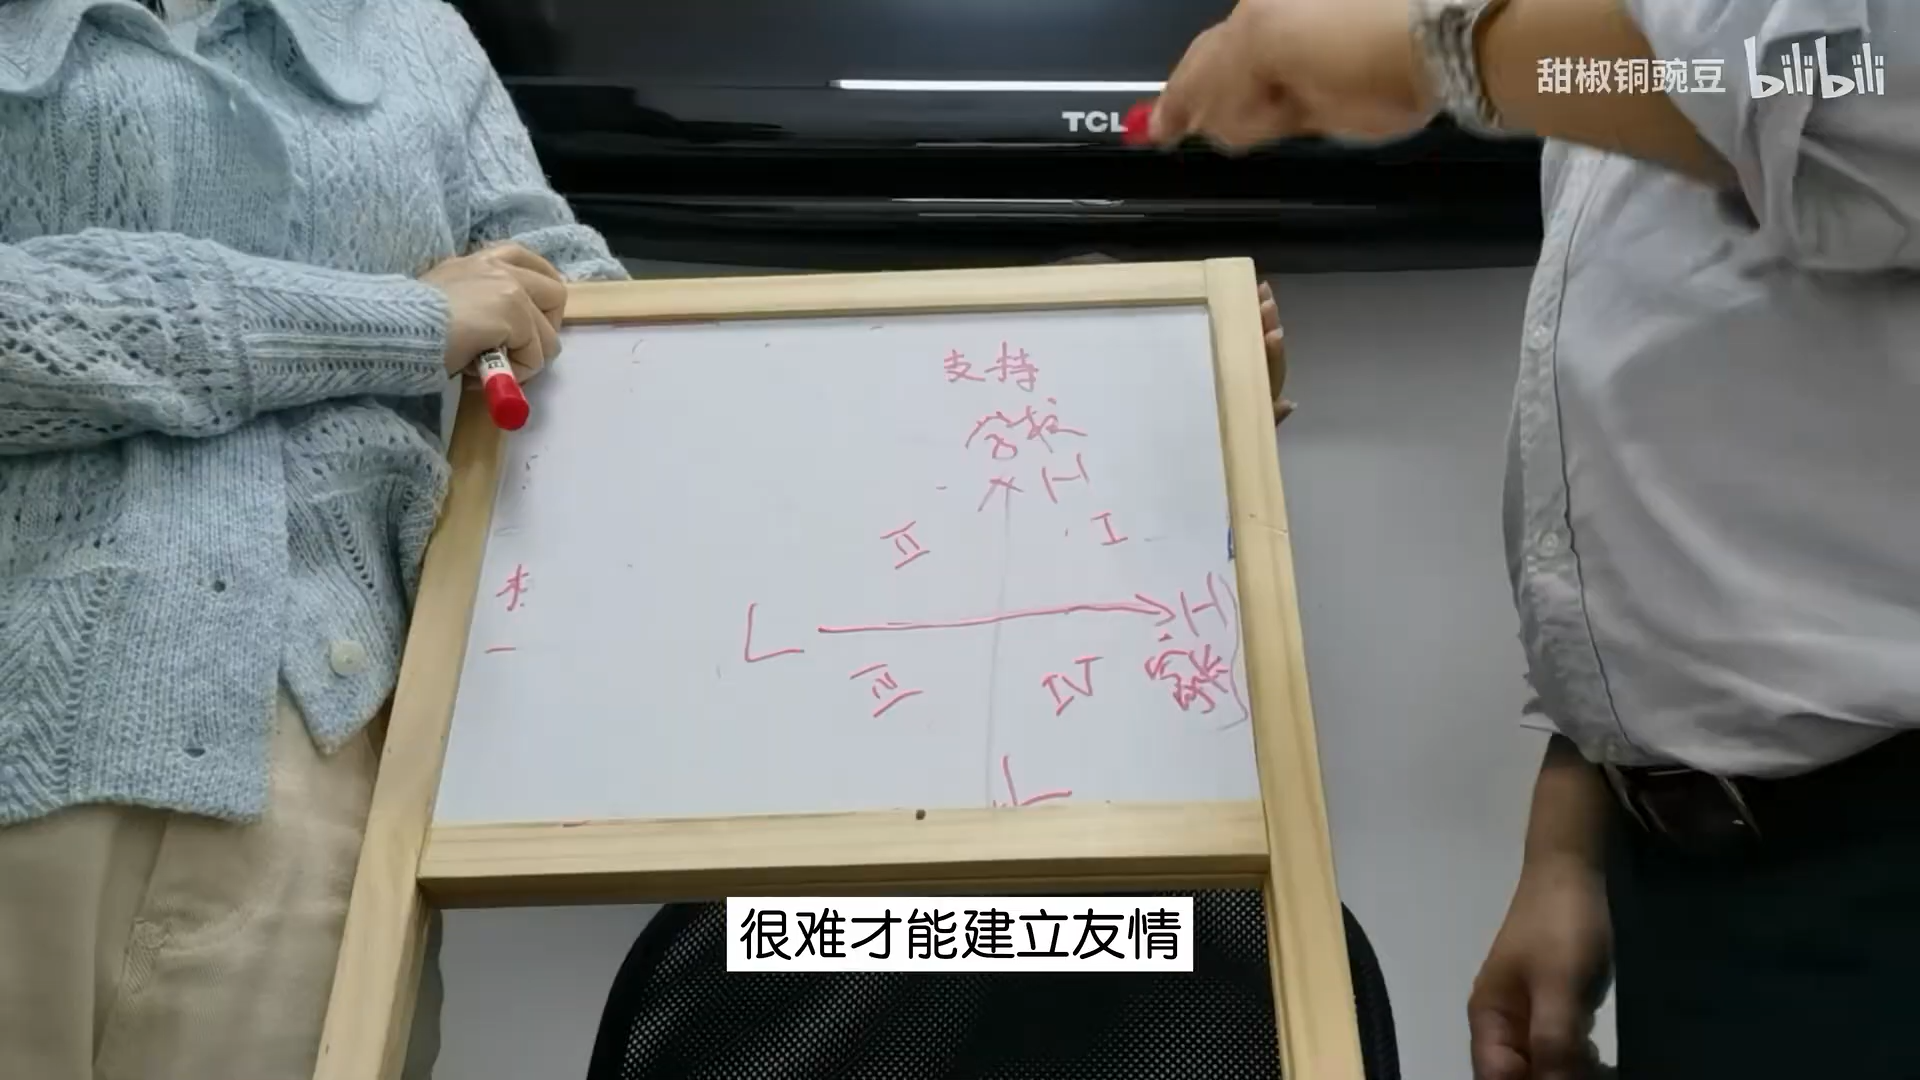 甜椒铜豌豆 bilibili
TCL
支持
学校
H
II I
L H
III IV
L
很难才能建立友情